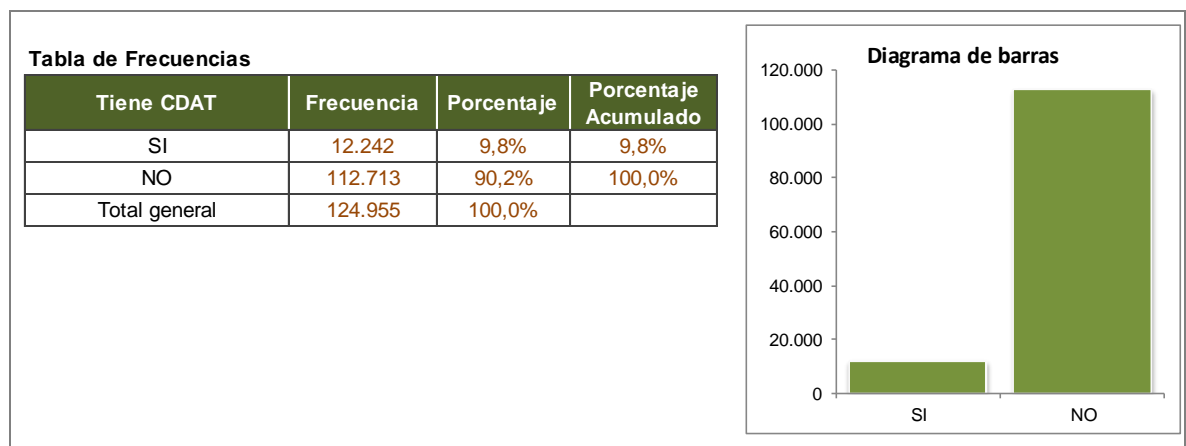 Tabla de Frecuencias
Tiene CDAT Frecuencia Porcentaje Porcentaje Acumulado
SI 12.242 9,8% 9,8%
NO 112.713 90,2% 100,0%
Total general 124.955 100,0%
Diagrama de barras
120.000
100.000
80.000
60.000
40.000
20.000
0
SI NO